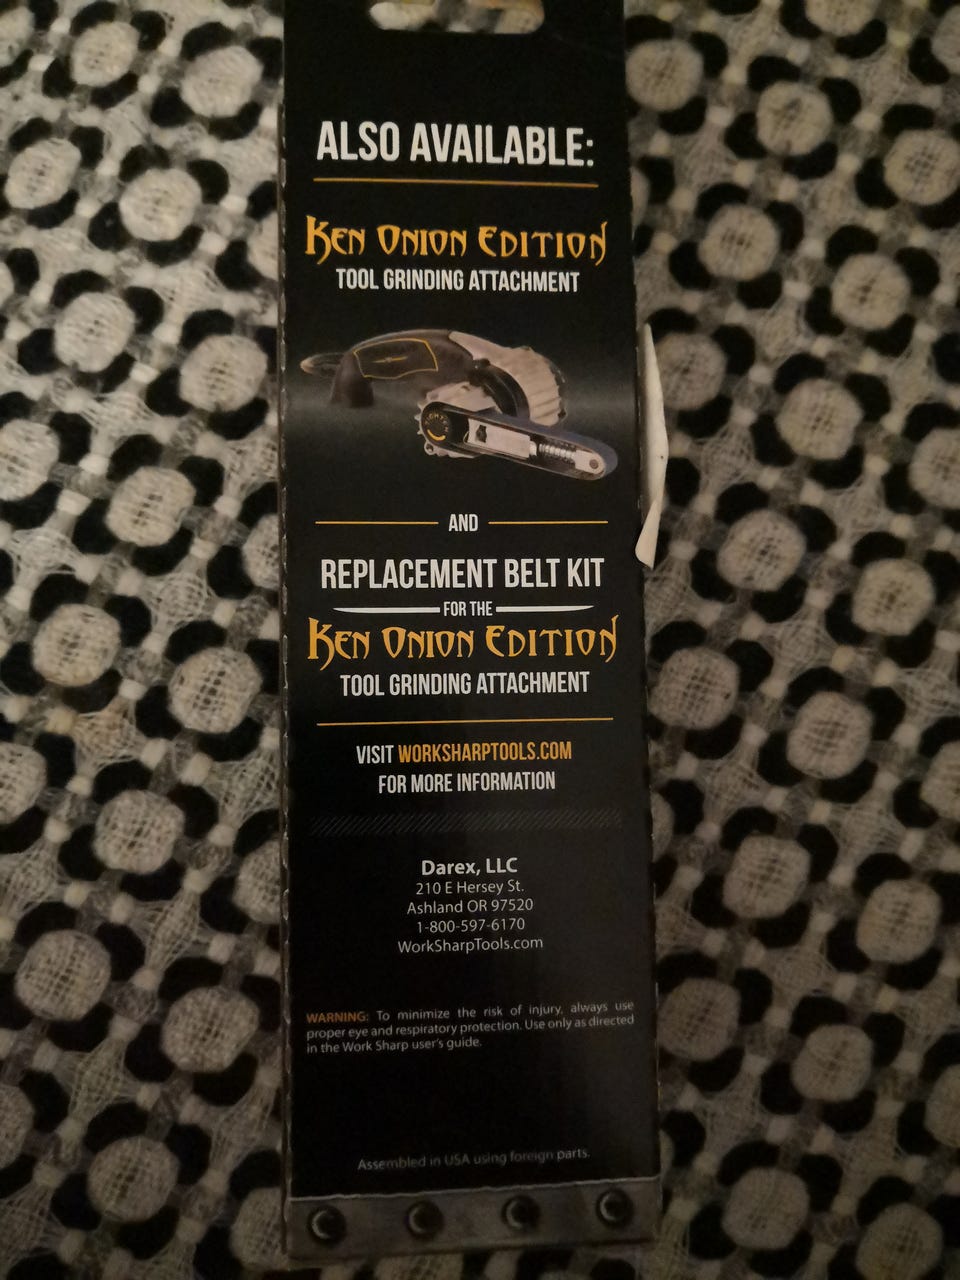 ALSO AVAILABLE:
KEN ONION EDITION
TOOL GRINDING ATTACHMENT
AND
REPLACEMENT BELT KIT
FOR THE
KEN ONION EDITION
TOOL GRINDING ATTACHMENT
VISIT WORKSHARPTOOLS.COM
FOR MORE INFORMATION
Darex, LLC
210 E Hersey St.
Ashland OR 97520
1-800-597-6170
WorkSharpTools.com
WARNING: To minimize the risk of injury, always use
proper eye and respiratory protection. Use only as directed
in the Work Sharp user's guide.
Assembled in USA using foreign parts.